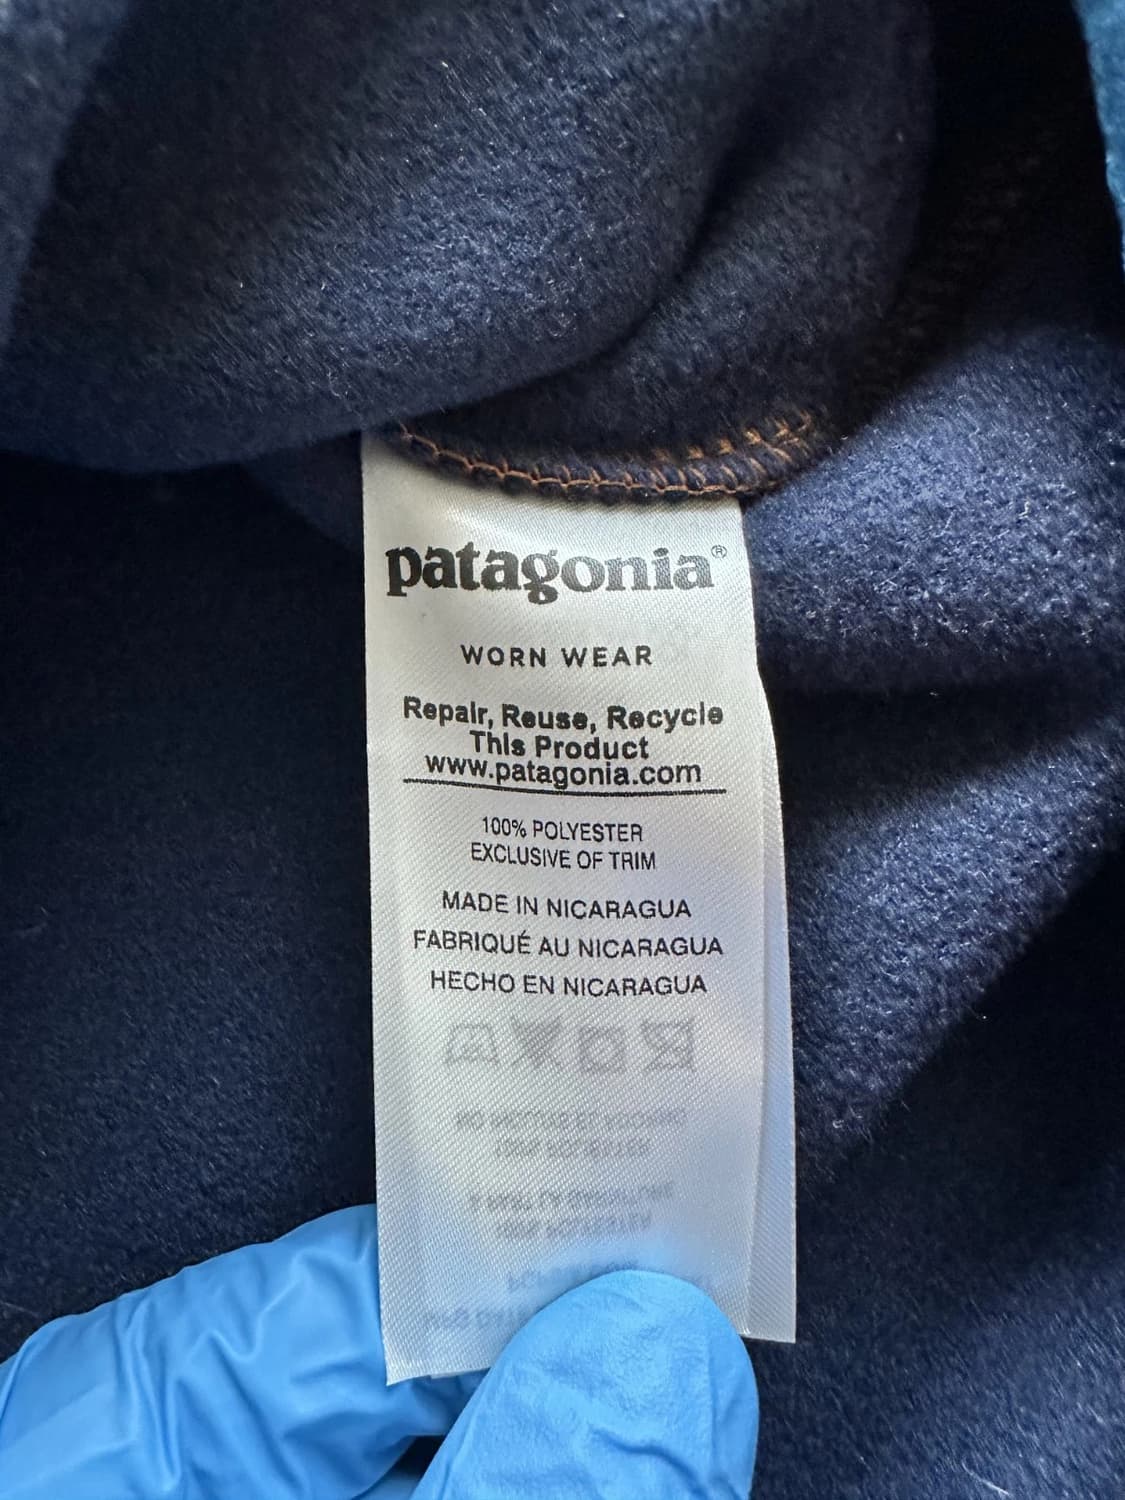 patagonia®
WORN WEAR
Repair, Reuse, Recycle
This Product
www.patagonia.com
100% POLYESTER
EXCLUSIVE OF TRIM
MADE IN NICARAGUA
FABRIQUÉ AU NICARAGUA
HECHO EN NICARAGUA